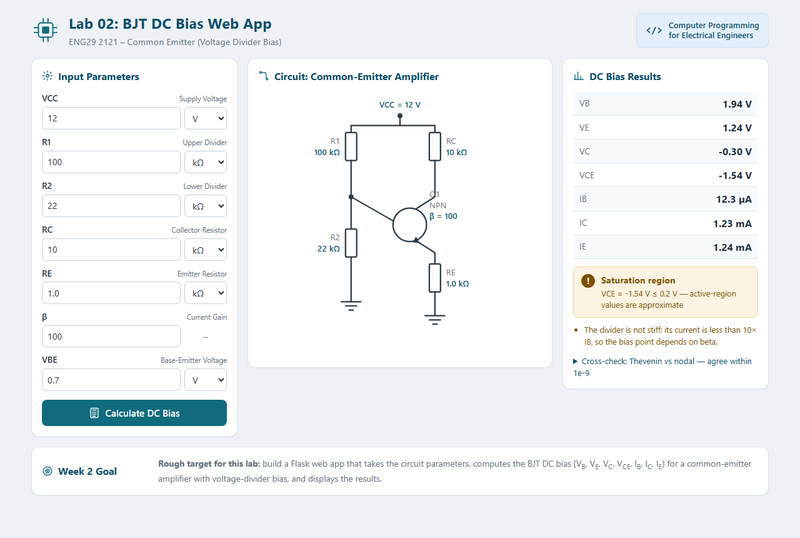 Lab 02: BJT DC Bias Web App
ENG29 2121 – Common Emitter (Voltage Divider Bias)
</> Computer Programming
for Electrical Engineers
Input Parameters
VCC Supply Voltage
12 V
R1 Upper Divider
100 kΩ
R2 Lower Divider
22 kΩ
RC Collector Resistor
10 kΩ
RE Emitter Resistor
1.0 kΩ
β Current Gain
100 –
VBE Base-Emitter Voltage
0.7 V
Calculate DC Bias
Circuit: Common-Emitter Amplifier
VCC = 12 V
R1
100 kΩ
RC
10 kΩ
Q1
NPN
β = 100
R2
22 kΩ
RE
1.0 kΩ
DC Bias Results
VB 1.94 V
VE 1.24 V
VC -0.30 V
VCE -1.54 V
IB 12.3 μA
IC 1.23 mA
IE 1.24 mA
! Saturation region
VCE = -1.54 V ≤ 0.2 V — active-region
values are approximate
• The divider is not stiff: its current is less than 10×
IB, so the bias point depends on beta.
▶ Cross-check: Thevenin vs nodal — agree within
1e-9
Week 2 Goal
Rough target for this lab: build a Flask web app that takes the circuit parameters, computes the BJT DC bias (VB, VE, VC, VCE, IB, IC, IE) for a common-emitter
amplifier with voltage-divider bias, and displays the results.